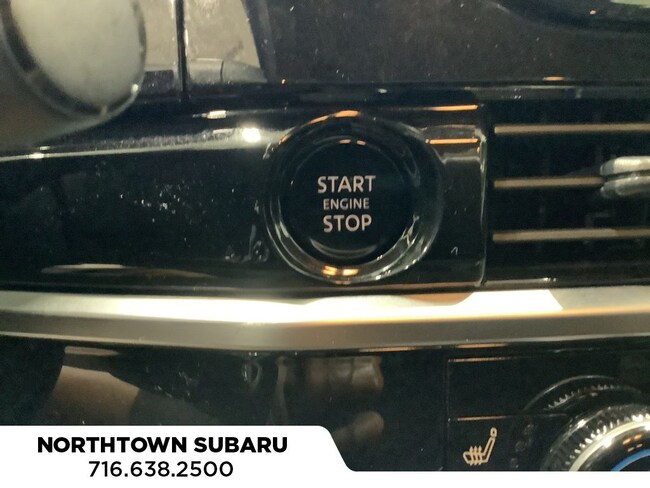 START
ENGINE
STOP
NORTHTOWN SUBARU
716.638.2500